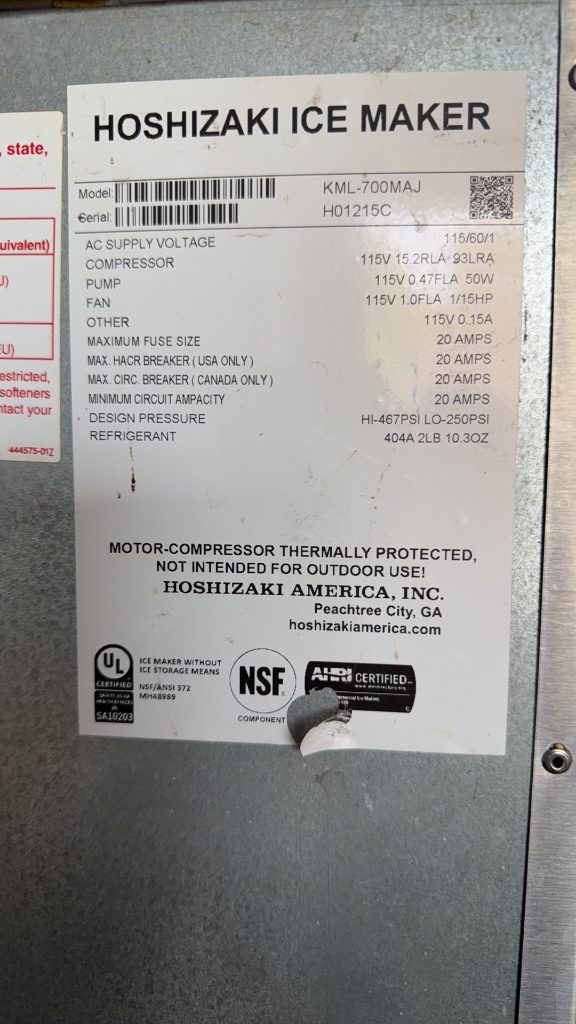 HOSHIZAKI ICE MAKER
Model: KML-700MAJ
Serial: H01215C
AC SUPPLY VOLTAGE 115/60/1
COMPRESSOR 115V 15.2RLA 93LRA
PUMP 115V 0.47FLA 50W
FAN 115V 1.0FLA 1/15HP
OTHER 115V 0.15A
MAXIMUM FUSE SIZE 20 AMPS
MAX. HACR BREAKER ( USA ONLY ) 20 AMPS
MAX. CIRC. BREAKER ( CANADA ONLY ) 20 AMPS
MINIMUM CIRCUIT AMPACITY 20 AMPS
DESIGN PRESSURE HI-467PSI LO-250PSI
REFRIGERANT 404A 2LB 10.3OZ
MOTOR-COMPRESSOR THERMALLY PROTECTED,
NOT INTENDED FOR OUTDOOR USE!
HOSHIZAKI AMERICA, INC.
Peachtree City, GA
hoshizakiamerica.com
UL
CERTIFIED
SA10203
ICE MAKER WITHOUT
ICE STORAGE MEANS
NSF/ANSI 372
MH48989
NSF
COMPONENT
AHRI CERTIFIED
www.ahridirectory.org
, state,
uivalent)
U)
EU)
estricted,
softeners
ntact your
444575-01Z